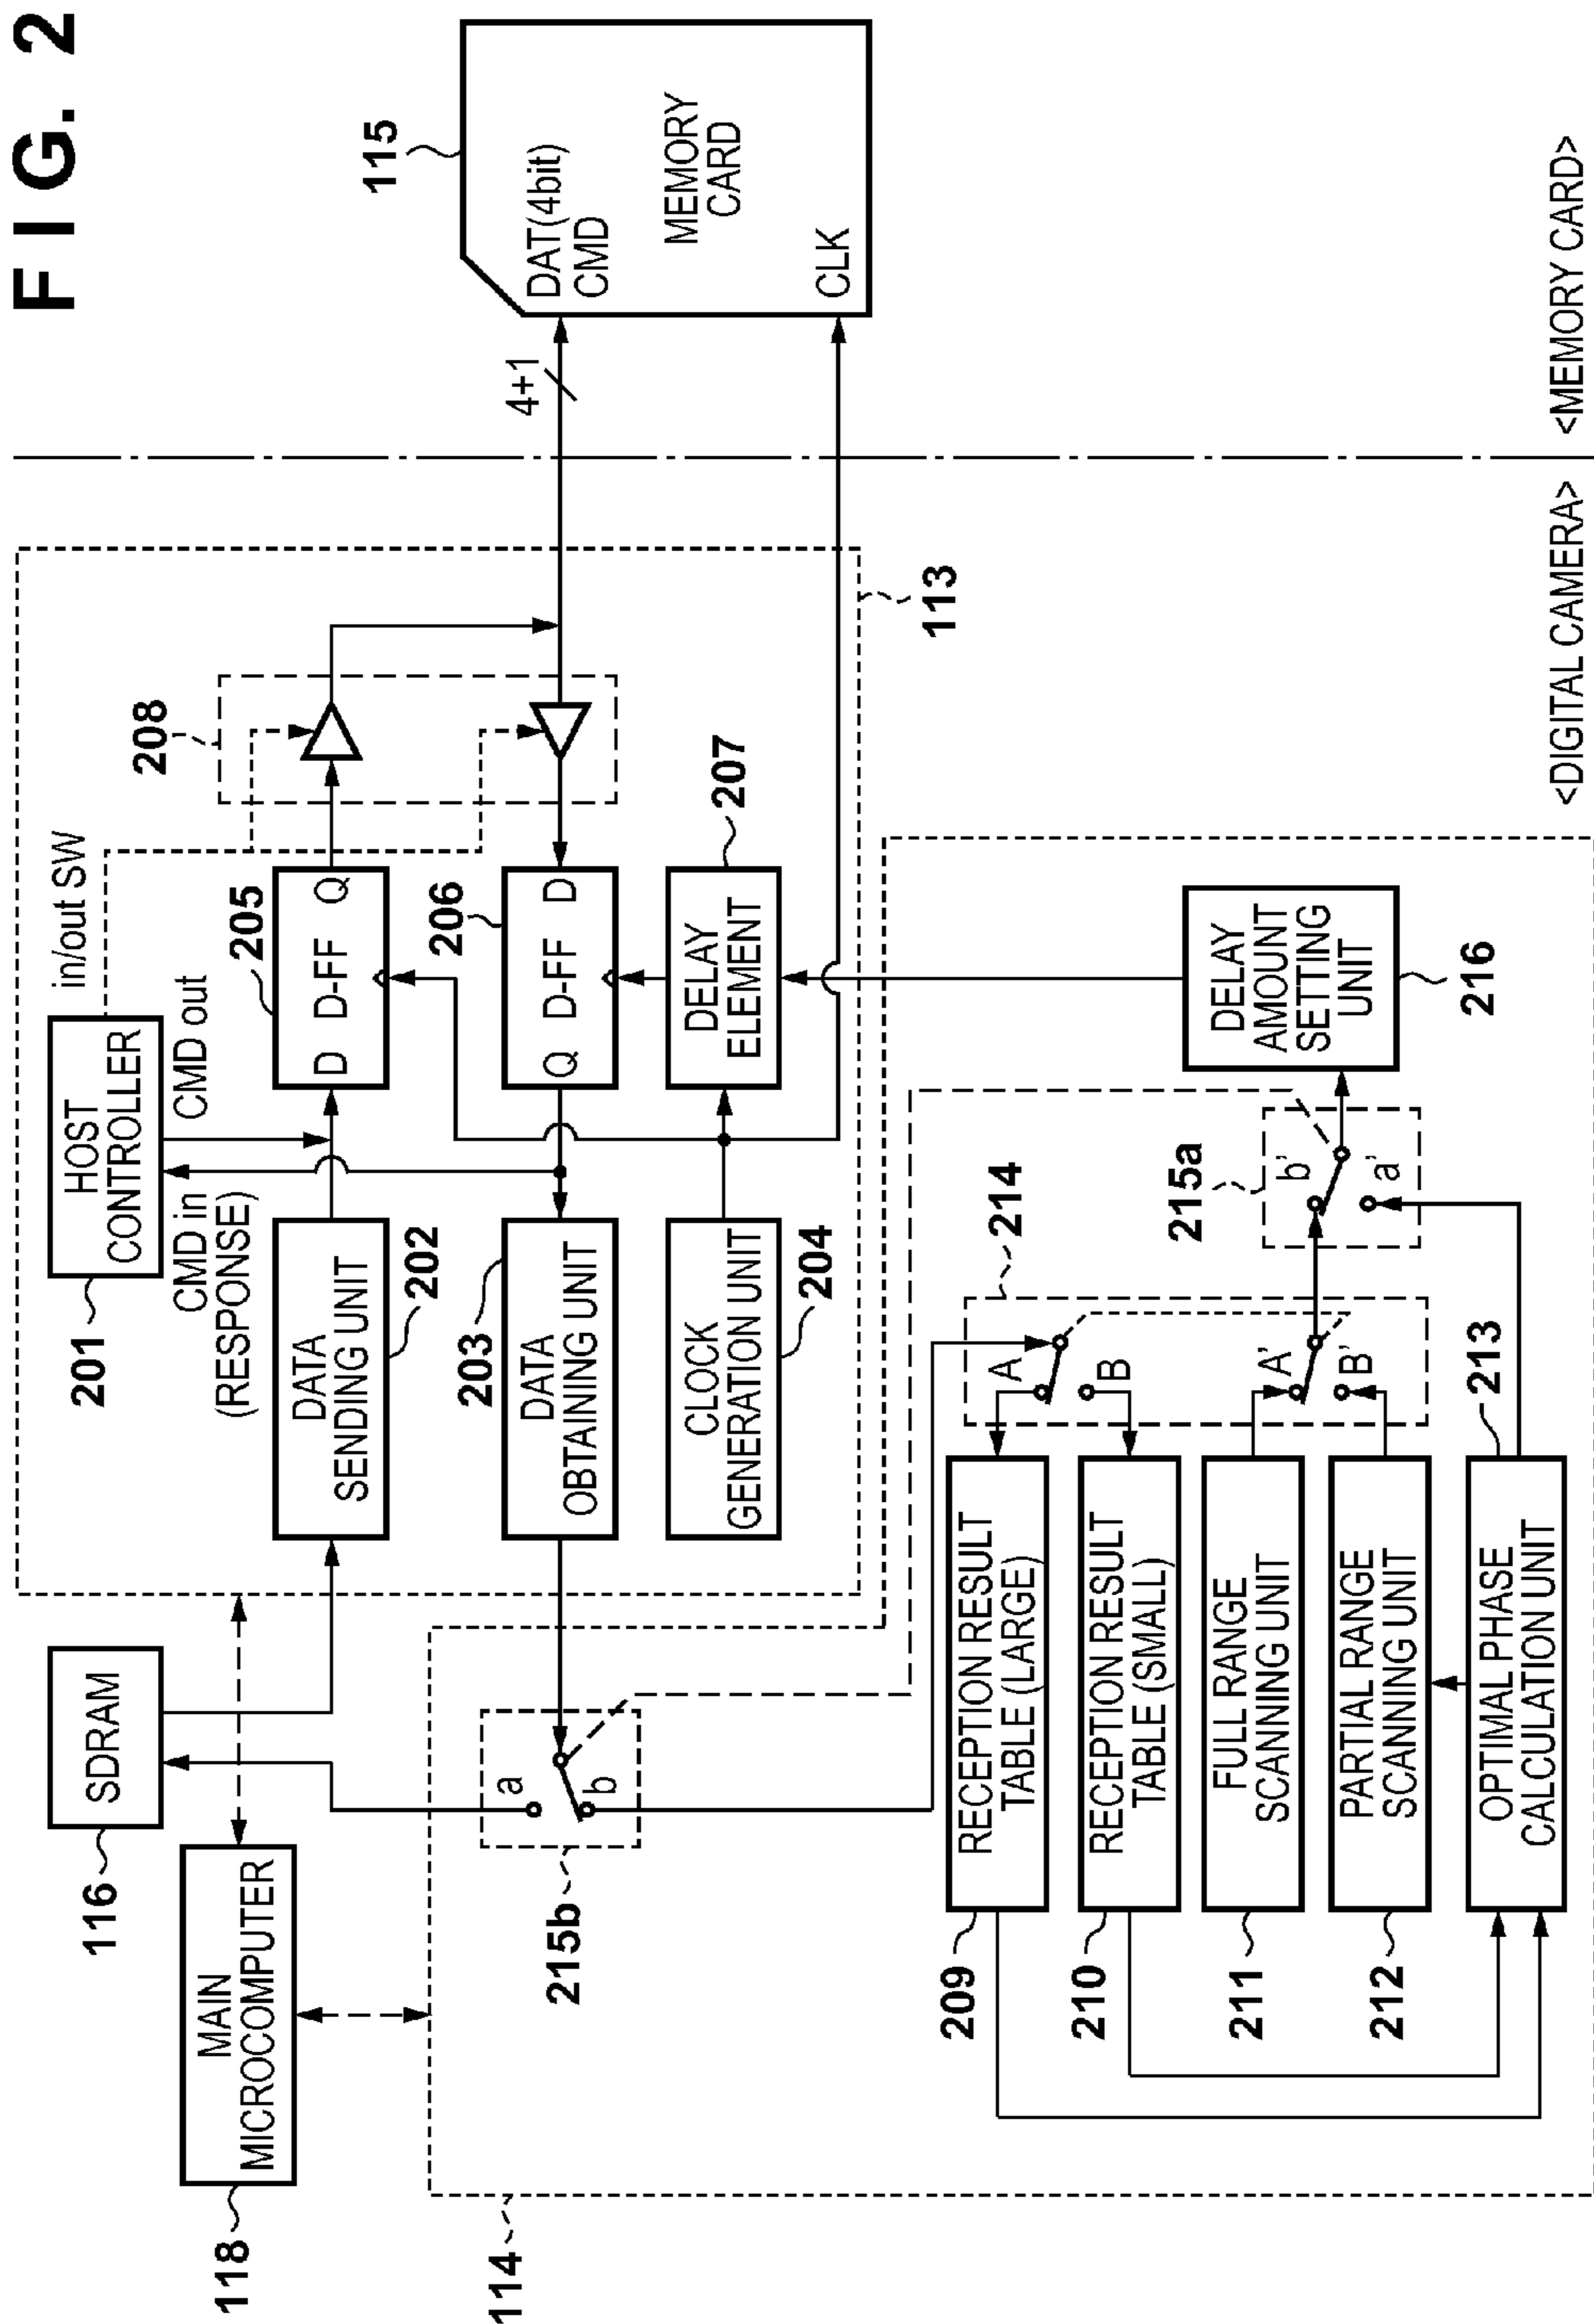 FIG. 2
118
MAIN
MICROCOMPUTER
116
SDRAM
201
HOST
CONTROLLER
in/out SW
CMD in
(RESPONSE)
CMD out
DATA
SENDING UNIT
202
205
D D-FF Q
208
203
DATA
OBTAINING UNIT
206
Q D-FF D
CLOCK
GENERATION UNIT
204
DELAY
ELEMENT
207
113
4+1
115
DAT(4bit)
CMD
MEMORY
CARD
CLK
114
215b
a
b
209
RECEPTION RESULT
TABLE (LARGE)
210
RECEPTION RESULT
TABLE (SMALL)
211
FULL RANGE
SCANNING UNIT
212
PARTIAL RANGE
SCANNING UNIT
OPTIMAL PHASE
CALCULATION UNIT
213
214
A
B
A'
B'
215a
b'
a'
DELAY
AMOUNT
SETTING
UNIT
216
<DIGITAL CAMERA>
<MEMORY CARD>